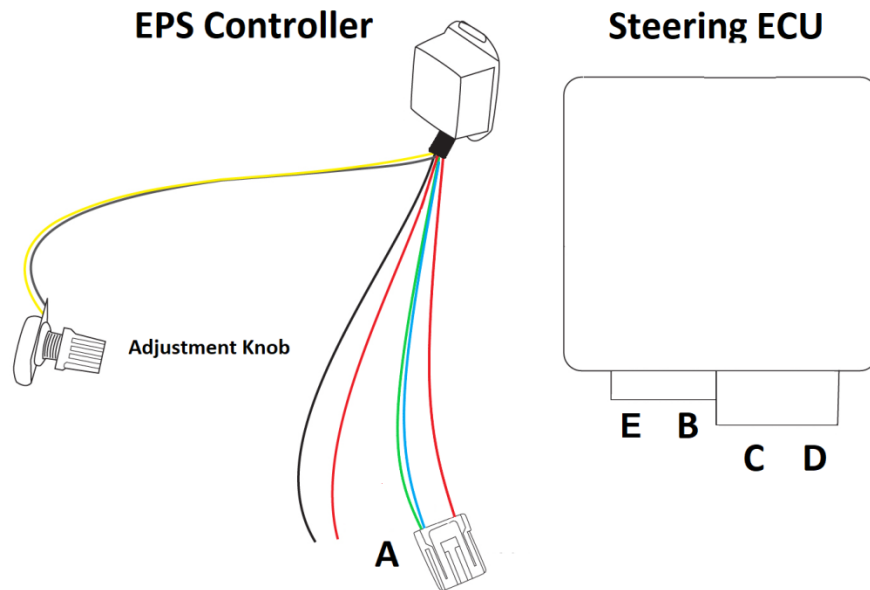 EPS Controller
Steering ECU
Adjustment Knob
E B
C D
A